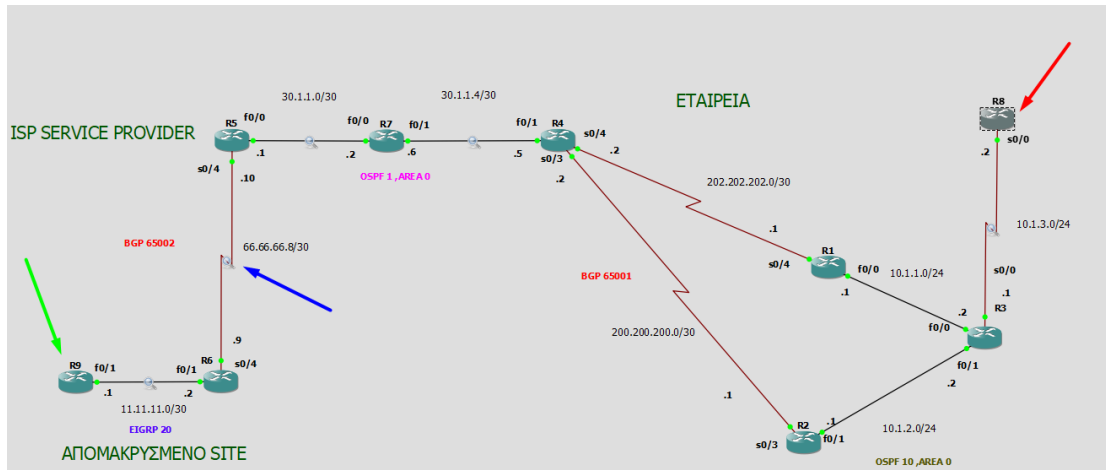 30.1.1.0/30
30.1.1.4/30
ΕΤΑΙΡΕΙΑ
R8
ISP SERVICE PROVIDER
R5
f0/0
f0/0
R7
f0/1
f0/1
R4
s0/4
s0/0
.2
.1
.2
.6
.5
s0/3
.2
s0/4
.10
OSPF 1 ,AREA 0
.2
202.202.202.0/30
10.1.3.0/24
BGP 65002
66.66.66.8/30
.1
R1
BGP 65001
s0/4
f0/0
10.1.1.0/24
s0/0
.1
.1
.2
R3
f0/0
200.200.200.0/30
f0/1
.9
.2
R9
f0/1
f0/1
R6
s0/4
.1
.2
.1
11.11.11.0/30
EIGRP 20
R2
.1
10.1.2.0/24
s0/3
f0/1
ΑΠΟΜΑΚΡΥΣΜΕΝΟ SITE
OSPF 10 ,AREA 0